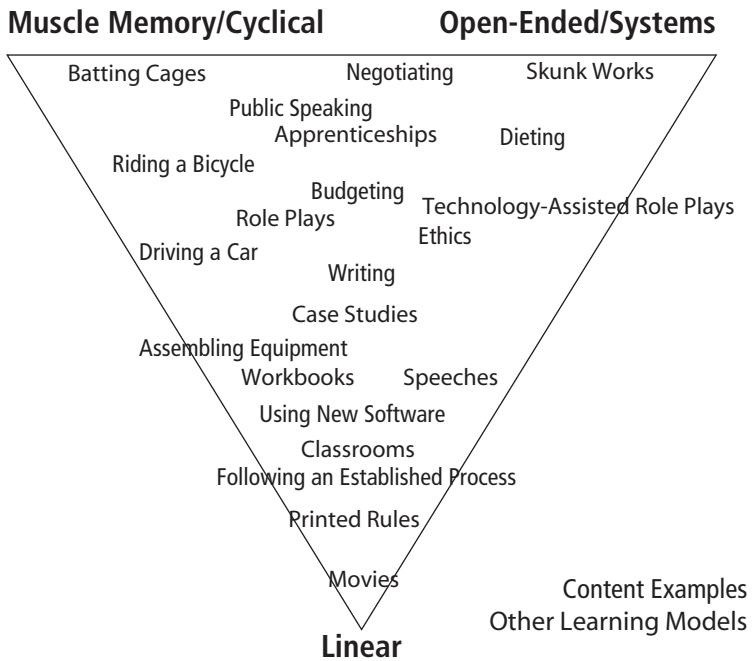 Muscle Memory/Cyclical
Open-Ended/Systems
Batting Cages
Negotiating
Skunk Works
Public Speaking
Apprenticeships
Dieting
Riding a Bicycle
Budgeting
Technology-Assisted Role Plays
Role Plays
Ethics
Driving a Car
Writing
Case Studies
Assembling Equipment
Workbooks
Speeches
Using New Software
Classrooms
Following an Established Process
Printed Rules
Movies
Content Examples
Other Learning Models
Linear